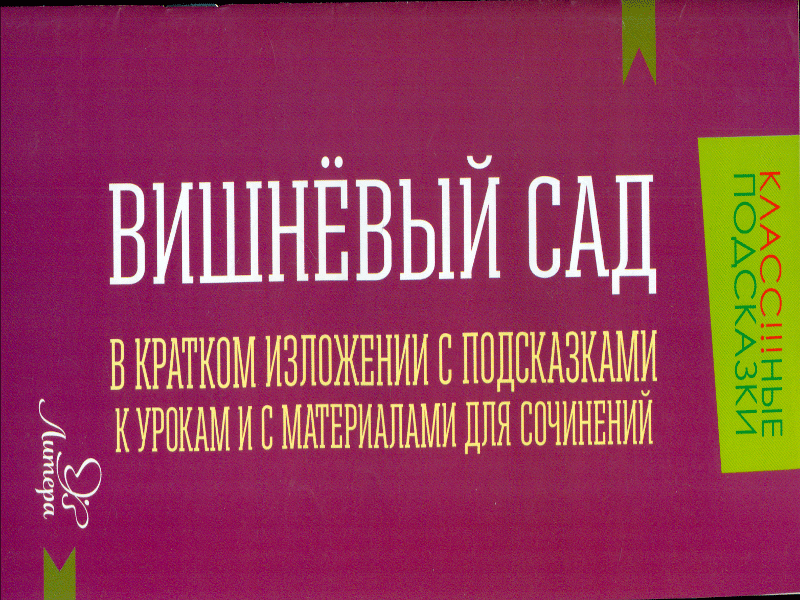 ВИШНЁВЫЙ САД
В КРАТКОМ ИЗЛОЖЕНИИ С ПОДСКАЗКАМИ
К УРОКАМ И С МАТЕРИАЛАМИ ДЛЯ СОЧИНЕНИЙ
КЛАСС!!!НЫЕ
ПОДСКАЗКИ
Литера